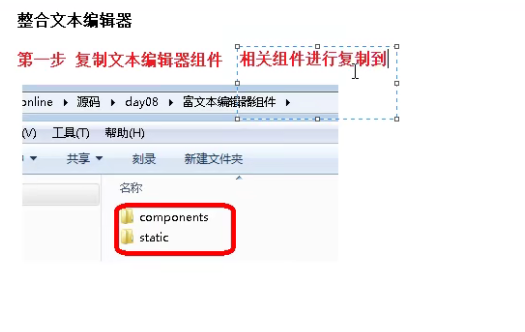 整合文本编辑器
第一步 复制文本编辑器组件 相关组件进行复制到
online 源码 day08 富文本编辑器组件
(V) 工具(T) 帮助(H)
共享 刻录 新建文件夹
名称
components
static